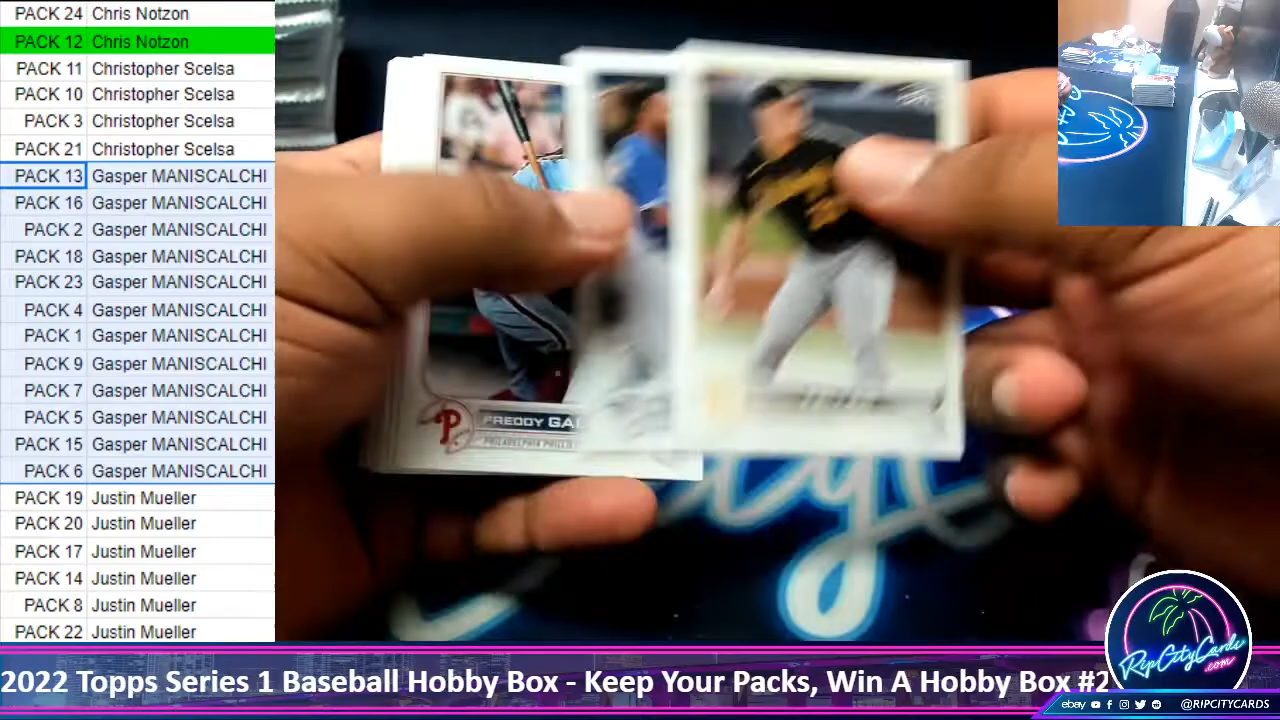 PACK 24 Chris Notzon
PACK 12 Chris Notzon
PACK 11 Christopher Scelsa
PACK 10 Christopher Scelsa
PACK 3 Christopher Scelsa
PACK 21 Christopher Scelsa
PACK 13 Gasper MANISCALCHI
PACK 16 Gasper MANISCALCHI
PACK 2 Gasper MANISCALCHI
PACK 18 Gasper MANISCALCHI
PACK 23 Gasper MANISCALCHI
PACK 4 Gasper MANISCALCHI
PACK 1 Gasper MANISCALCHI
PACK 9 Gasper MANISCALCHI
PACK 7 Gasper MANISCALCHI
PACK 5 Gasper MANISCALCHI
PACK 15 Gasper MANISCALCHI
PACK 6 Gasper MANISCALCHI
PACK 19 Justin Mueller
PACK 20 Justin Mueller
PACK 17 Justin Mueller
PACK 14 Justin Mueller
PACK 8 Justin Mueller
PACK 22 Justin Mueller
P
FREDDY GAL
PHILADELPHIA PHILLIE
2022 Topps Series 1 Baseball Hobby Box - Keep Your Packs, Win A Hobby Box #2
RipCityCards
.com
ebay @RIPCITYCARDS